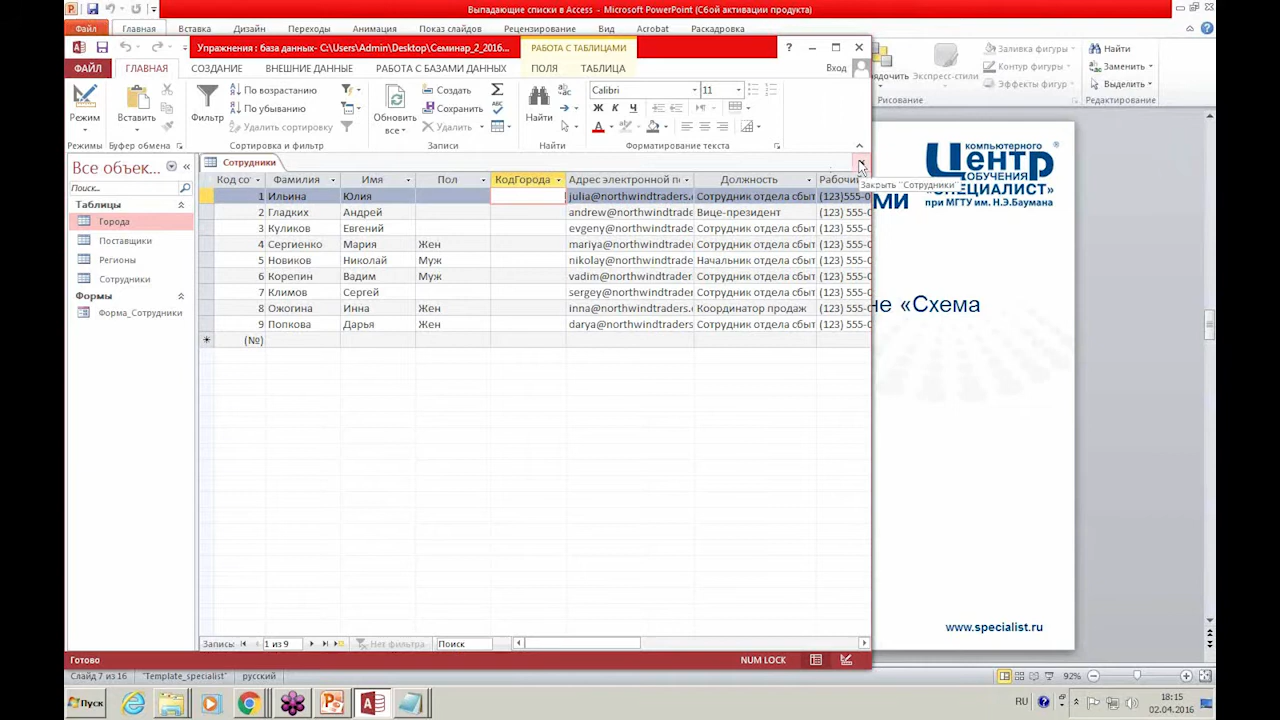 Выпадающие списки в Access - Microsoft PowerPoint (Сбой активации продукта)
Файл Главная Вставка Дизайн Переходы Анимация Показ слайдов Рецензирование Вид Acrobat Раскадровка
Упражнения : база данных- C:\Users\Admin\Desktop\Семинар_2_2016... РАБОТА С ТАБЛИЦАМИ ?
ФАЙЛ ГЛАВНАЯ СОЗДАНИЕ ВНЕШНИЕ ДАННЫЕ РАБОТА С БАЗАМИ ДАННЫХ ПОЛЯ ТАБЛИЦА Вход
Режим
Режимы
Вставить
Буфер обмена
Фильтр
По возрастанию
По убыванию
Удалить сортировку
Сортировка и фильтр
Обновить
все
Создать
Сохранить
Удалить
Записи
Найти
Найти
Calibri 11
Ж К Ч
Форматирование текста
Экспресс-стили
Заливка фигуры
Контур фигуры
Эффекты фигур
Рисование
Найти
Заменить
Выделить
Редактирование
Все объек...
Поиск...
Таблицы
Города
Поставщики
Регионы
Сотрудники
Формы
Форма_Сотрудники
Сотрудники
Закрыть "Сотрудники"
Код со Фамилия Имя Пол КодГорода Адрес электронной по Должность Рабочи
1 Ильина Юлия julia@northwindtraders.c Сотрудник отдела сбыт (123)555-0
2 Гладких Андрей andrew@northwindtrader Вице-президент (123) 555-0
3 Куликов Евгений evgeny@northwindtrader Сотрудник отдела сбыт (123) 555-0
4 Сергиенко Мария Жен mariya@northwindtrader Сотрудник отдела сбыт (123) 555-0
5 Новиков Николай Муж nikolay@northwindtrader Начальник отдела сбыт (123) 555-0
6 Корепин Вадим Муж vadim@northwindtrader Сотрудник отдела сбыт (123) 555-0
7 Климов Сергей sergey@northwindtrader Сотрудник отдела сбыт (123) 555-0
8 Ожогина Инна Жен inna@northwindtraders.c Координатор продаж (123) 555-0
9 Попкова Дарья Жен darya@northwindtraders Сотрудник отдела сбыт (123) 555-0
(№)
Запись: 1 из 9 Нет фильтра Поиск
Готово NUM LOCK
компьютерного
Центр
ОБУЧЕНИЯ
«СПЕЦИАЛИСТ»
при МГТУ им. Н.Э.Баумана
®
МИ
не «Схема
www.specialist.ru
Слайд 7 из 16 "Template_specialist" русский 92%
Пуск RU 18:15
02.04.2016